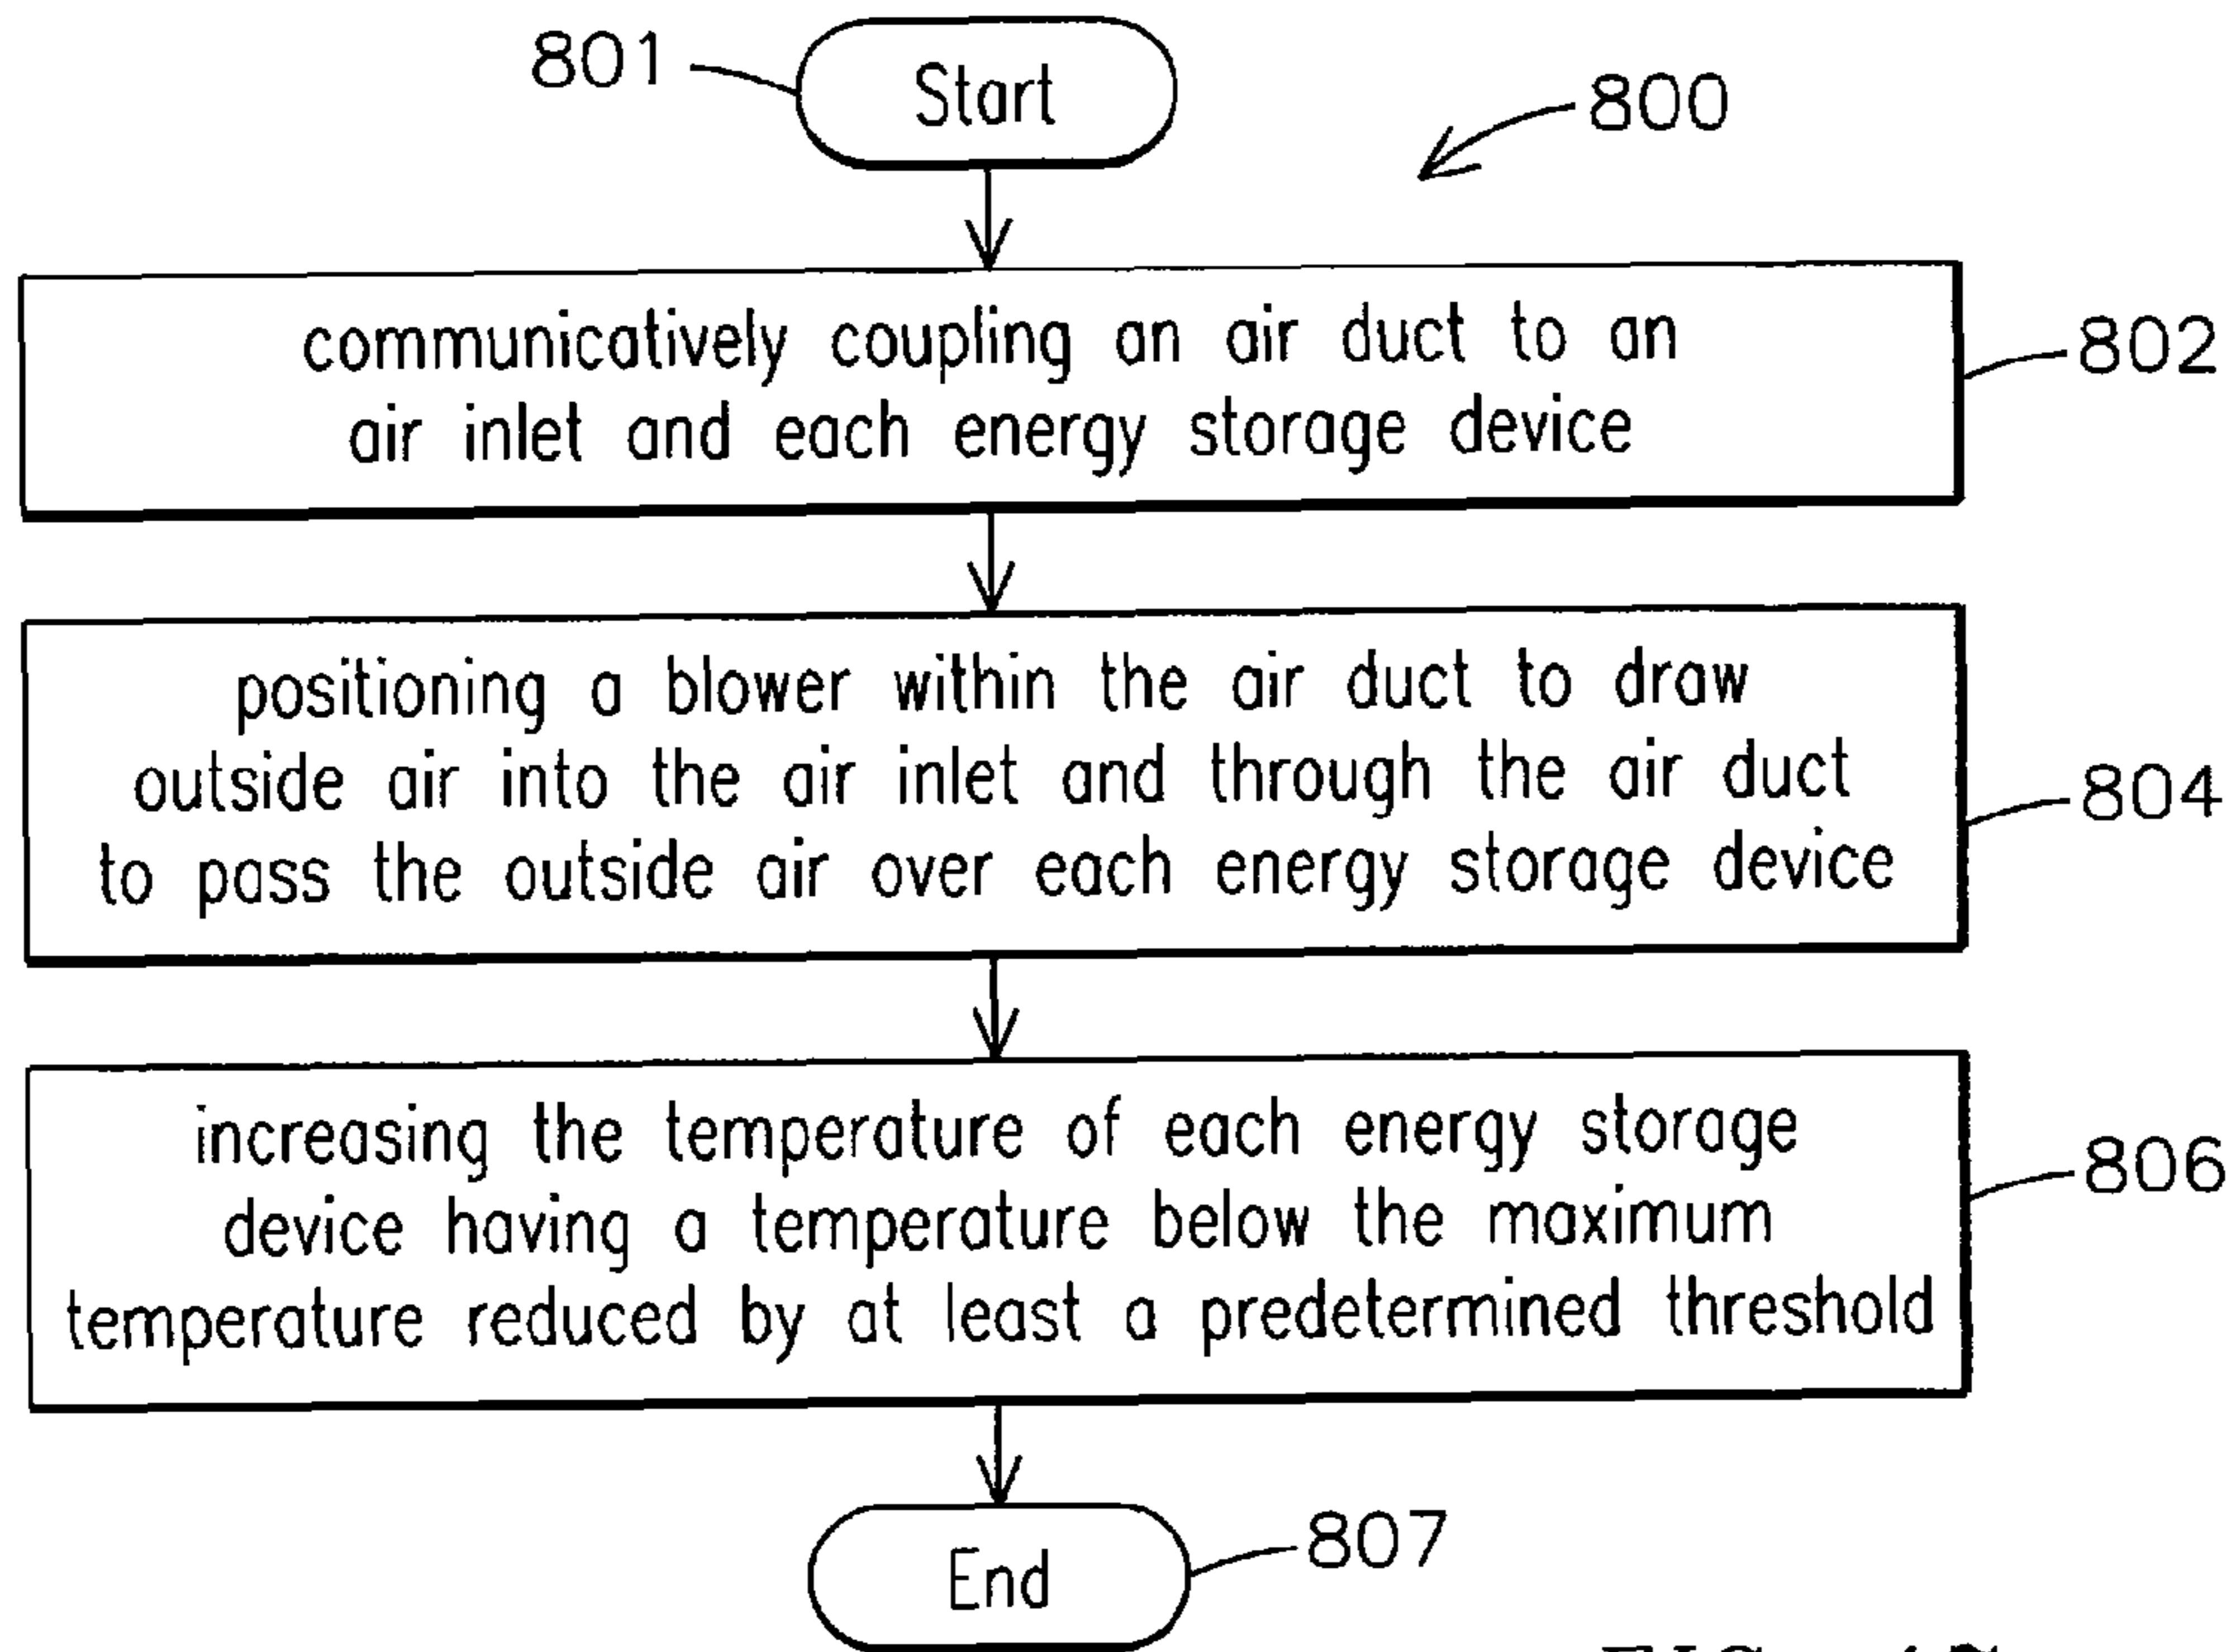 801
Start
800
communicatively coupling an air duct to an
air inlet and each energy storage device
802
positioning a blower within the air duct to draw
outside air into the air inlet and through the air duct
to pass the outside air over each energy storage device
804
increasing the temperature of each energy storage
device having a temperature below the maximum
temperature reduced by at least a predetermined threshold
806
End
807